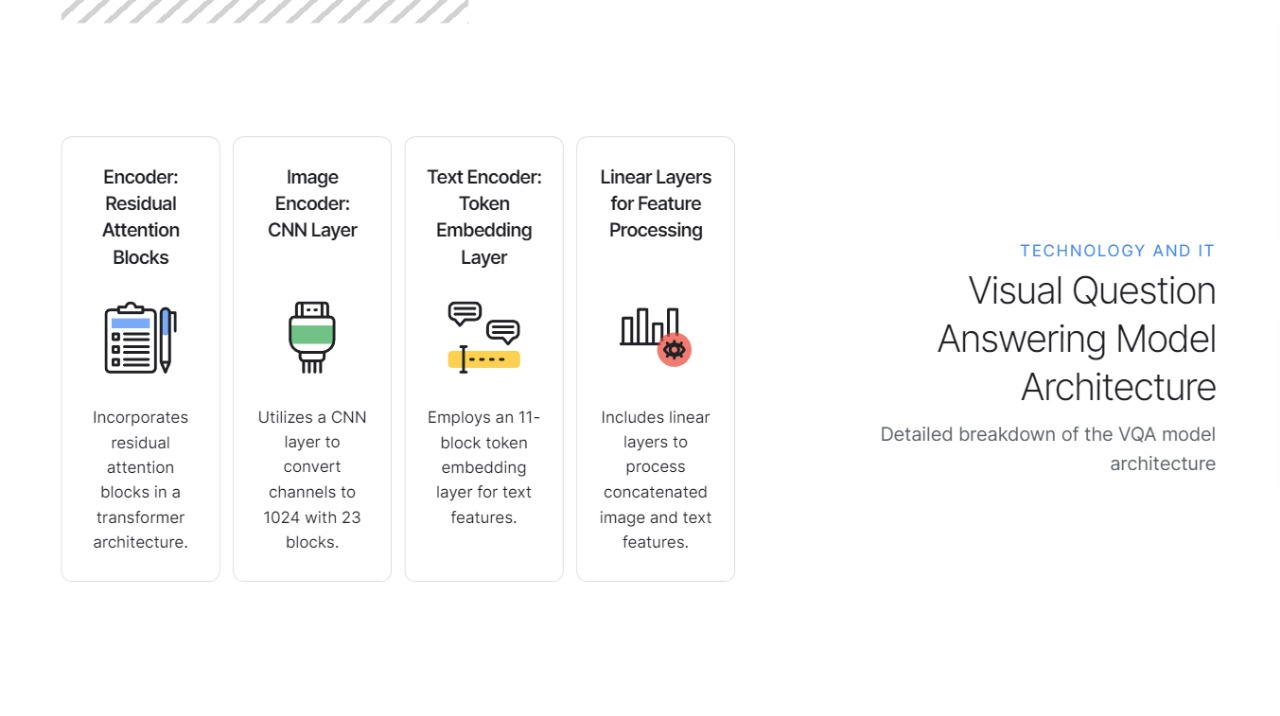 Encoder:
Residual
Attention
Blocks
Incorporates
residual
attention
blocks in a
transformer
architecture.
Image
Encoder:
CNN Layer
Utilizes a CNN
layer to
convert
channels to
1024 with 23
blocks.
Text Encoder:
Token
Embedding
Layer
Employs an 11-
block token
embedding
layer for text
features.
Linear Layers
for Feature
Processing
Includes linear
layers to
process
concatenated
image and text
features.
TECHNOLOGY AND IT
Visual Question
Answering Model
Architecture
Detailed breakdown of the VQA model
architecture